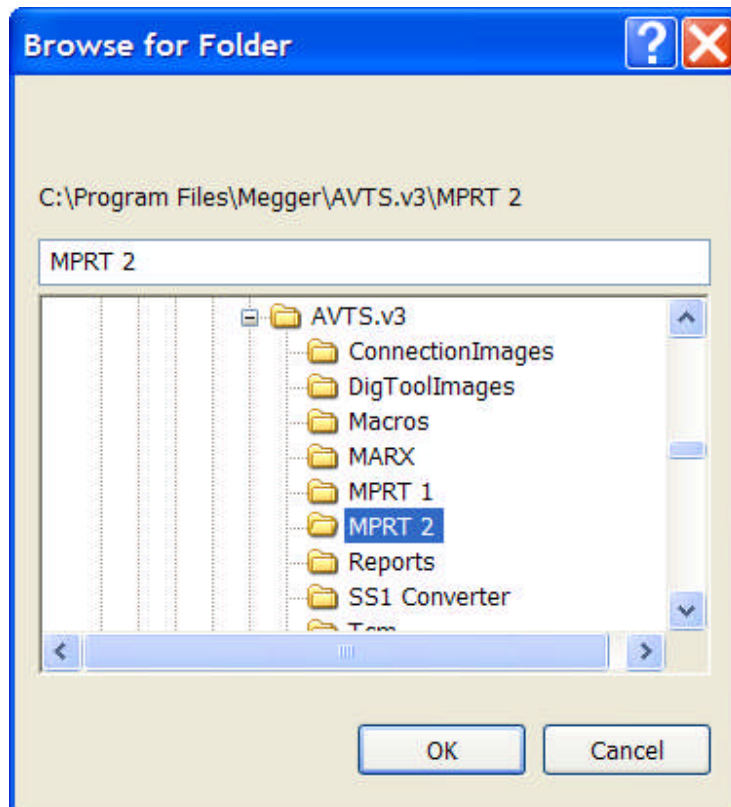 Browse for Folder
C:\Program Files\Megger\AVTS.v3\MPRT 2
MPRT 2
AVTS.v3
ConnectionImages
DigToolImages
Macros
MARX
MPRT 1
MPRT 2
Reports
SS1 Converter
OK Cancel